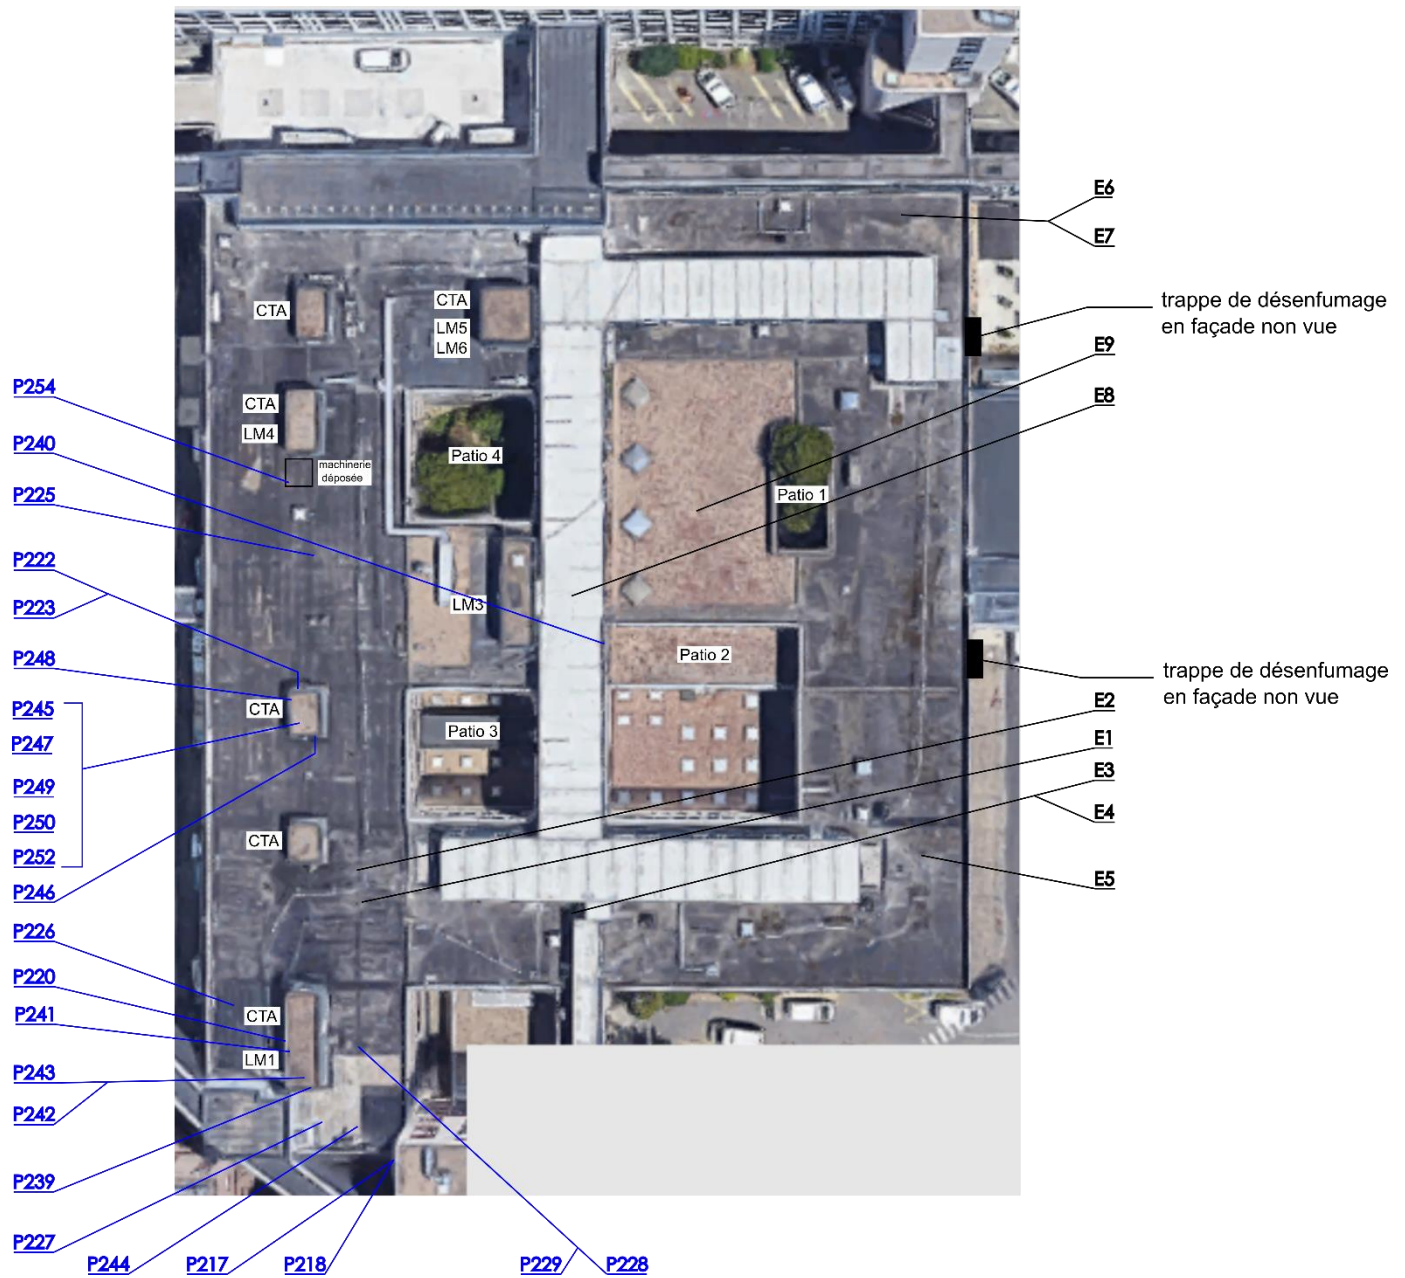 E6
E7
trappe de désenfumage
en façade non vue
E9
E8
CTA
CTA
LM5
LM6
P254
CTA
LM4
P240
machinerie
déposée
Patio 4
P225
Patio 1
P222
P223
LM3
P248
Patio 2
trappe de désenfumage
en façade non vue
P245
CTA
E2
P247
Patio 3
E1
P249
E3
P250
E4
P252
CTA
P246
E5
P226
P220
CTA
P241
LM1
P243
P242
P239
P227
P244
P217
P218
P229
P228